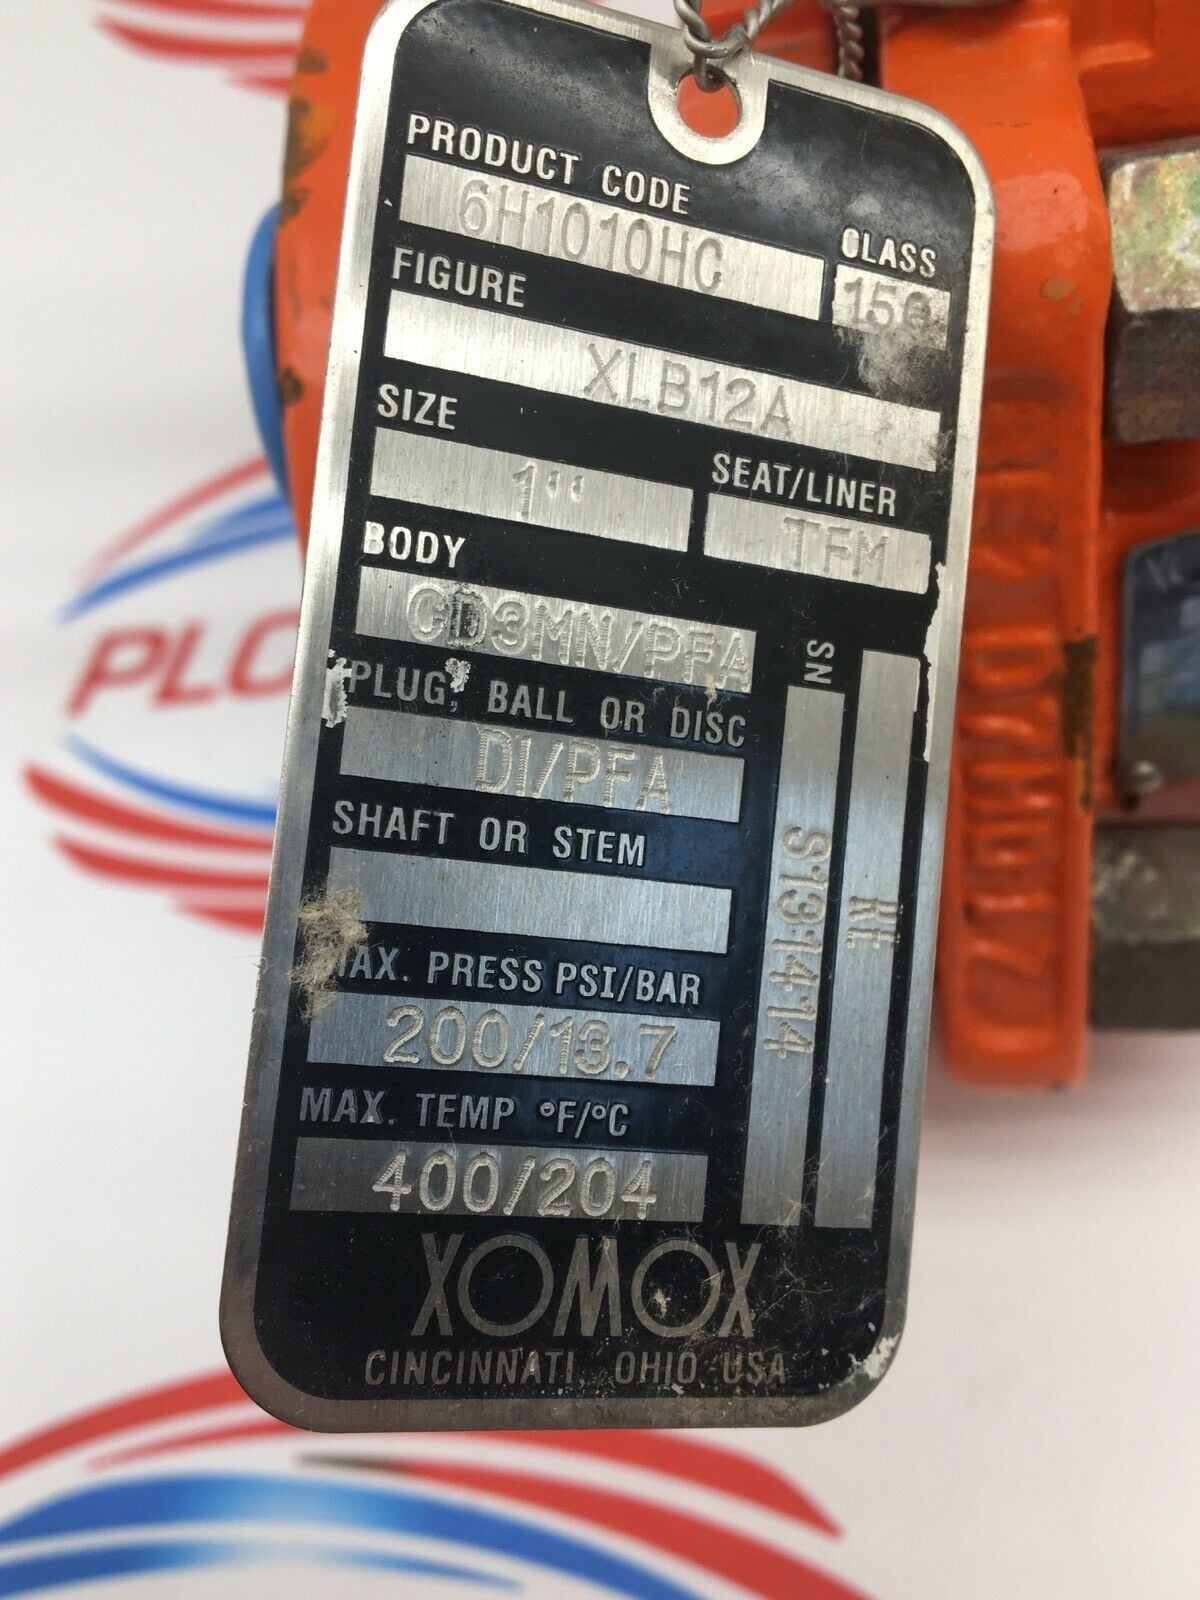 PRODUCT CODE
6H1010HC
CLASS
150
FIGURE
XLB12A
SIZE
1"
SEAT/LINER
TFM
BODY
CD3MN/PFA
PLUG, BALL OR DISC
DI/PFA
SN
S131414
RE
SHAFT OR STEM
MAX. PRESS PSI/BAR
200/13.7
MAX. TEMP °F/°C
400/204
XOMOX
CINCINNATI, OHIO USA
PLC